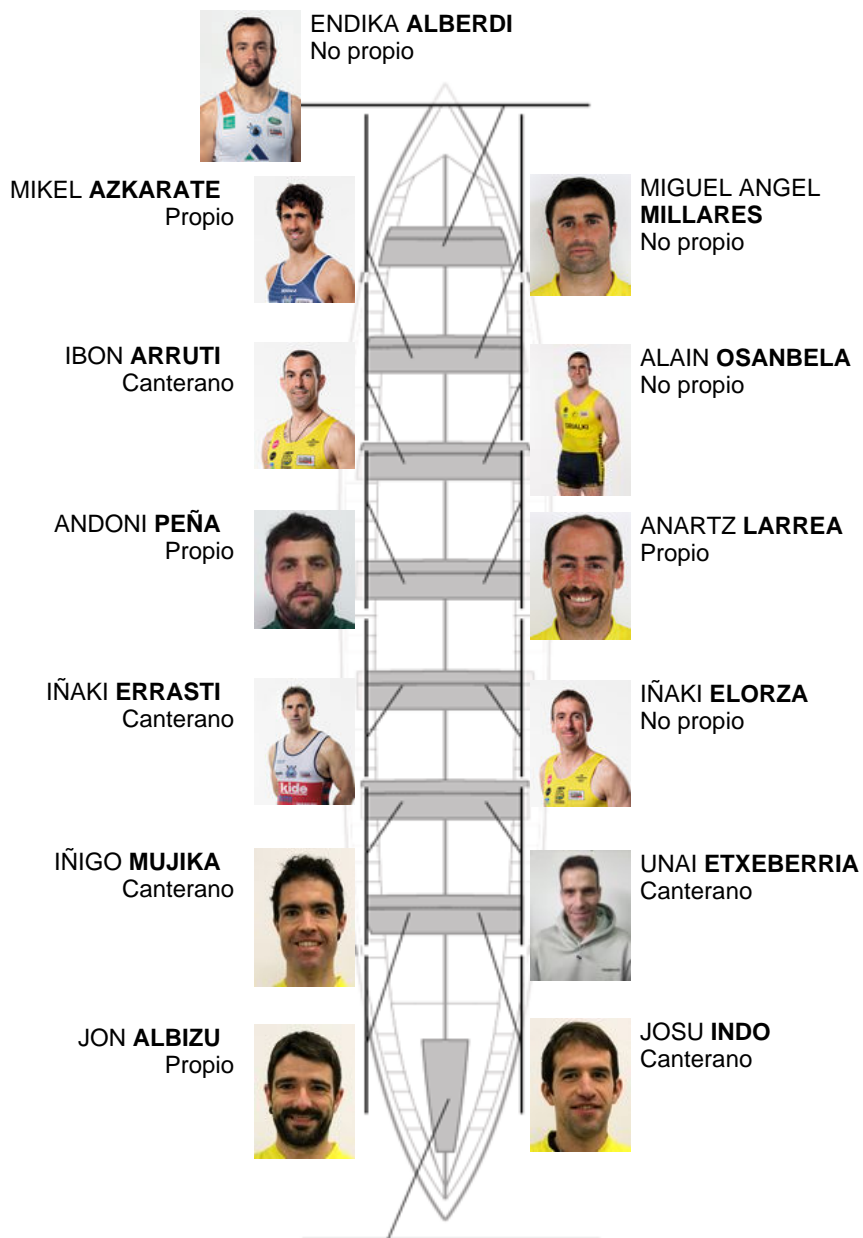 ENDIKA ALBERDI
No propio
MIKEL AZKARATE
Propio
MIGUEL ANGEL
MILLARES
No propio
IBON ARRUTI
Canterano
ALAIN OSANBELA
No propio
ANDONI PEÑA
Propio
ANARTZ LARREA
Propio
IÑAKI ERRASTI
Canterano
kide
IÑAKI ELORZA
No propio
IÑIGO MUJIKA
Canterano
UNAI ETXEBERRIA
Canterano
JON ALBIZU
Propio
JOSU INDO
Canterano